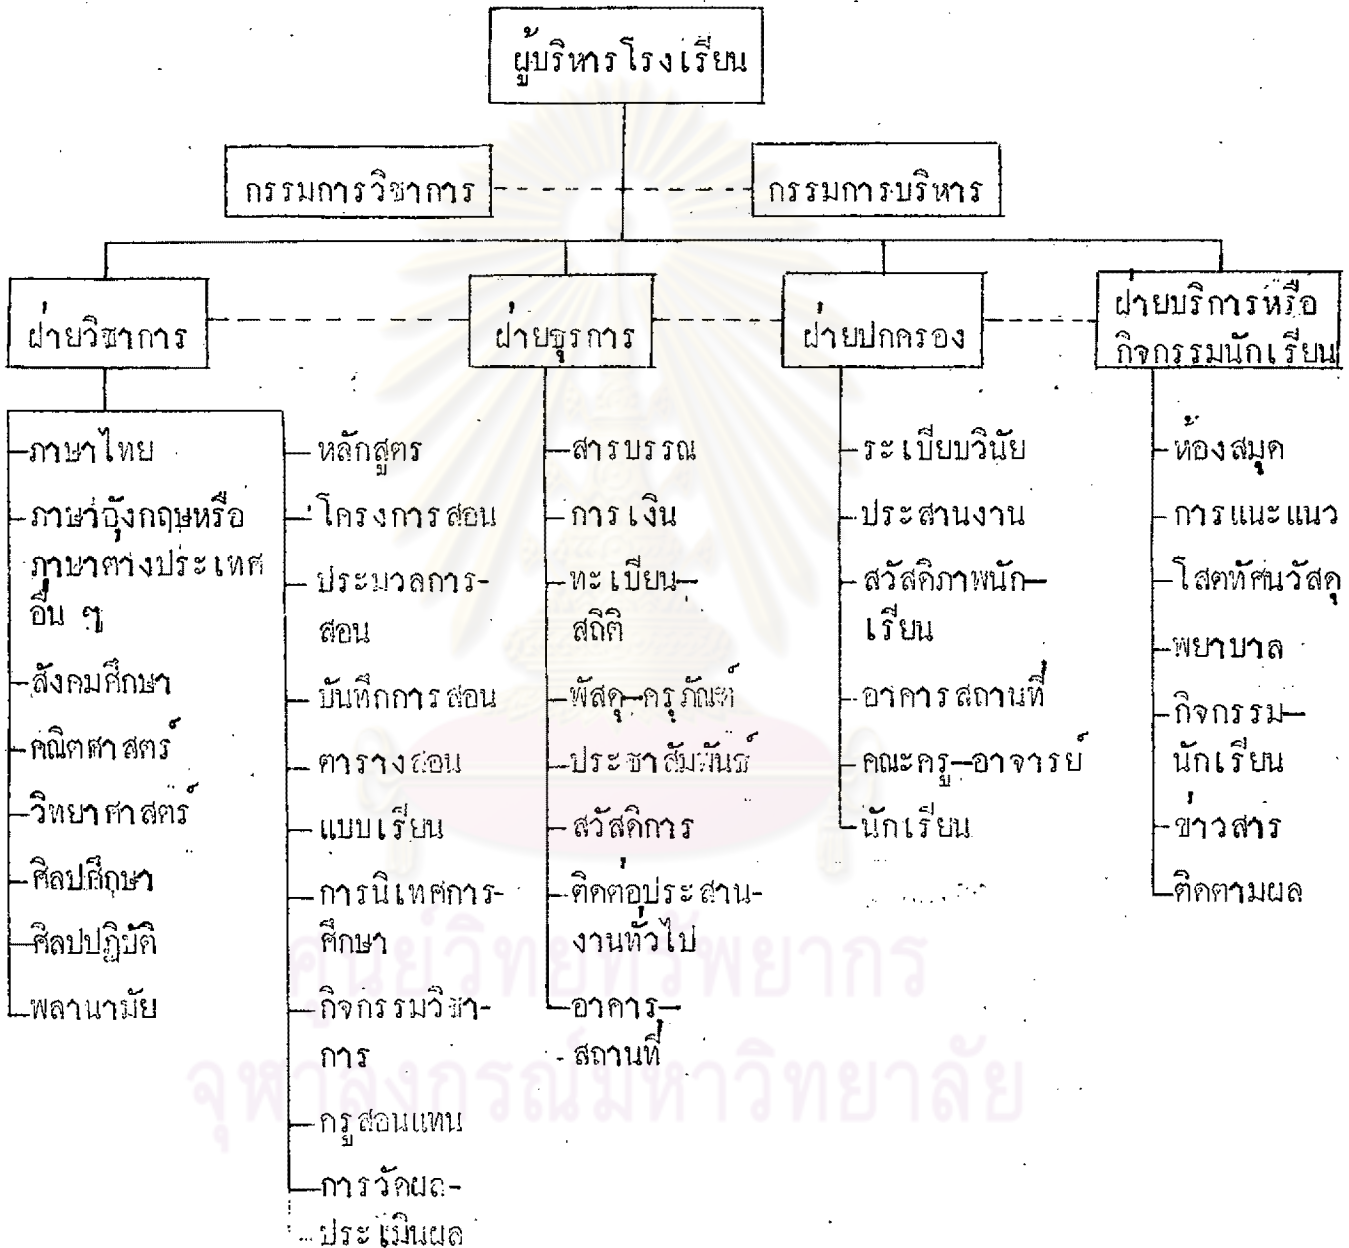 ผู้บริหารโรงเรียน
กรรมการวิชาการ
กรรมการบริหาร
ฝ่ายวิชาการ
ฝ่ายธุรการ
ฝ่ายปกครอง
ฝ่ายบริการหรือ
กิจกรรมนักเรียน
ภาษาไทย
ภาษาอังกฤษหรือ
ภาษาต่างประเทศ
อื่น ๆ
สังคมศึกษา
คณิตศาสตร์
วิทยาศาสตร์
ศิลปศึกษา
ศิลปปฏิบัติ
พลานามัย
หลักสูตร
โครงการสอน
ประมวลการ-
สอน
บันทึกการสอน
ตารางสอน
แบบเรียน
การนิเทศการ-
ศึกษา
กิจกรรมวิชา-
การ
ครูสอนแทน
การวัดผล-
ประเมินผล
สารบรรณ
การเงิน
ทะเบียน-
สถิติ
พัสดุ-ครุภัณฑ์
ประชาสัมพันธ์
สวัสดิการ
ติดต่อประสาน-
งานทั่วไป
อาคาร-
สถานที่
ระเบียบวินัย
ประสานงาน
สวัสดิภาพนัก-
เรียน
อาคารสถานที่
คณะครู-อาจารย์
นักเรียน
ห้องสมุด
การแนะแนว
โสตทัศนวัสดุ
พยาบาล
กิจกรรม-
นักเรียน
ข่าวสาร
ติดตามผล
ศูนย์วิทยทรัพยากร
จุฬาลงกรณ์มหาวิทยาลัย